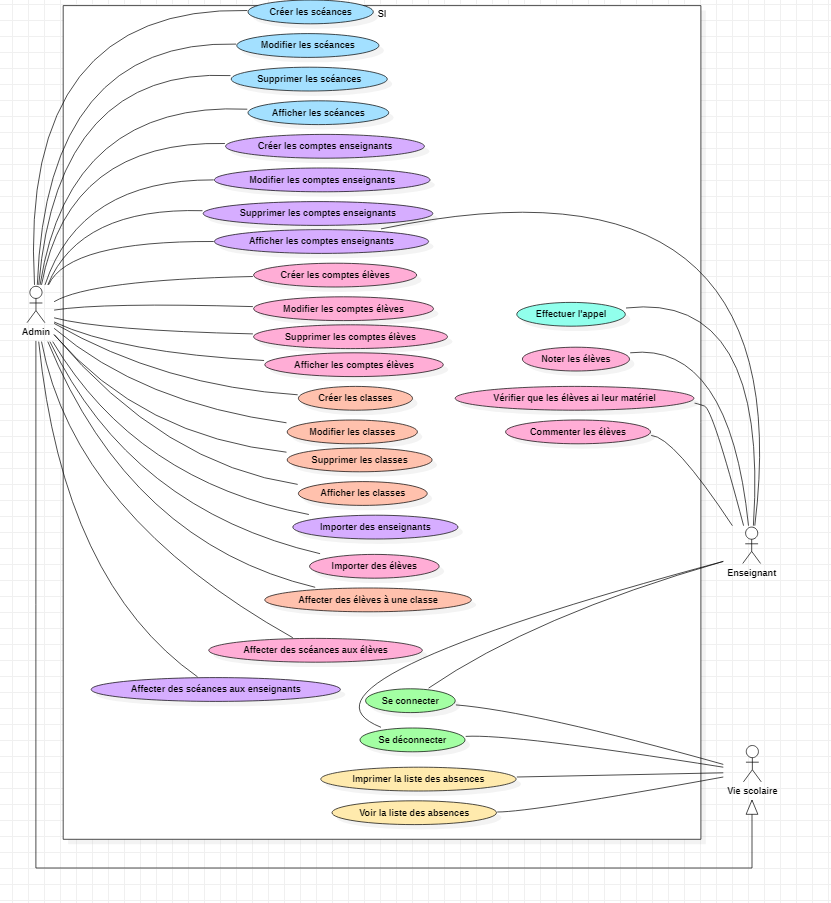 Créer les scéances
SI
Modifier les scéances
Supprimer les scéances
Afficher les scéances
Créer les comptes enseignants
Modifier les comptes enseignants
Supprimer les comptes enseignants
Afficher les comptes enseignants
Créer les comptes élèves
Modifier les comptes élèves
Effectuer l'appel
Admin
Supprimer les comptes élèves
Noter les élèves
Afficher les comptes élèves
Créer les classes
Vérifier que les élèves ai leur matériel
Modifier les classes
Commenter les élèves
Supprimer les classes
Afficher les classes
Importer des enseignants
Importer des élèves
Enseignant
Affecter des élèves à une classe
Affecter des scéances aux élèves
Affecter des scéances aux enseignants
Se connecter
Se déconnecter
Imprimer la liste des absences
Vie scolaire
Voir la liste des absences